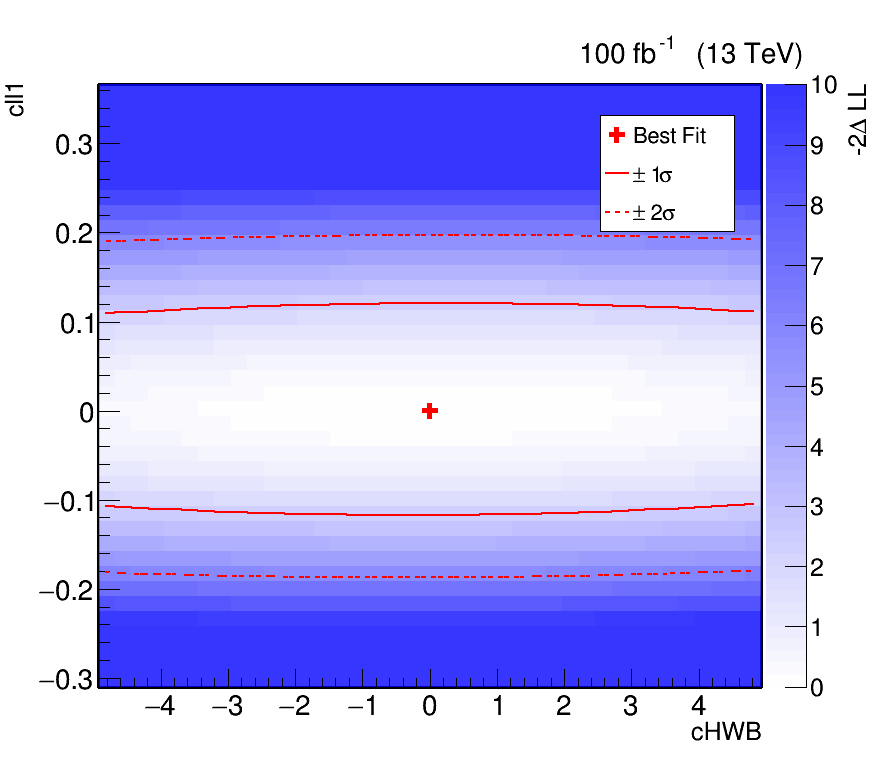 100 fb⁻¹ (13 TeV)
cll1
0.3
0.2
0.1
0
−0.1
−0.2
−0.3
Best Fit
± 1σ
± 2σ
10
9
8
7
6
5
4
3
2
1
0
-2Δ LL
−4 −3 −2 −1 0 1 2 3 4
cHWB